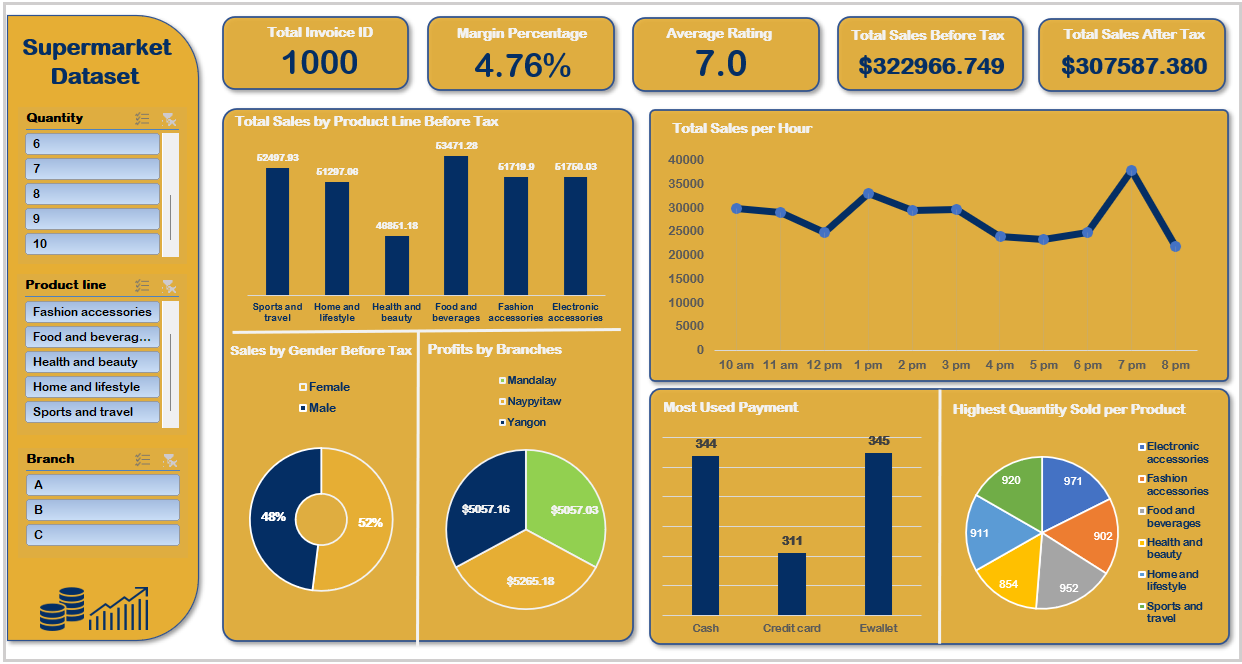 Supermarket
Dataset
Total Invoice ID
1000
Margin Percentage
4.76%
Average Rating
7.0
Total Sales Before Tax
$322966.749
Total Sales After Tax
$307587.380
Quantity
6
7
8
9
10
Product line
Fashion accessories
Food and beverag...
Health and beauty
Home and lifestyle
Sports and travel
Branch
A
B
C
Total Sales by Product Line Before Tax
52497.93
51297.06
46851.18
53471.28
51719.9
51750.03
Sports and
travel
Home and
lifestyle
Health and
beauty
Food and
beverages
Fashion
accessories
Electronic
accessories
Sales by Gender Before Tax
Female
Male
48%
52%
Profits by Branches
Mandalay
Naypyitaw
Yangon
$5057.16
$5057.03
$5265.18
Total Sales per Hour
40000
35000
30000
25000
20000
15000
10000
5000
0
10 am 11 am 12 pm 1 pm 2 pm 3 pm 4 pm 5 pm 6 pm 7 pm 8 pm
Most Used Payment
344
311
345
Cash Credit card Ewallet
Highest Quantity Sold per Product
920
971
911
902
854
952
Electronic
accessories
Fashion
accessories
Food and
beverages
Health and
beauty
Home and
lifestyle
Sports and
travel